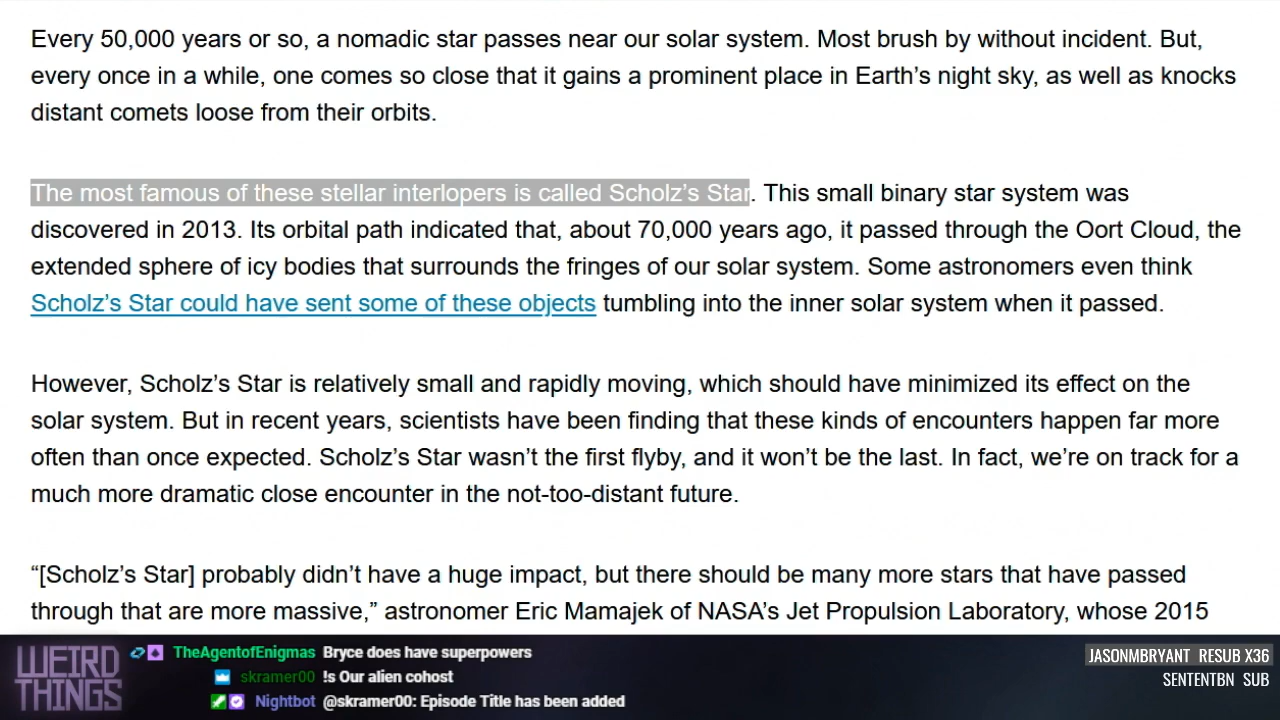 Every 50,000 years or so, a nomadic star passes near our solar system. Most brush by without incident. But,
every once in a while, one comes so close that it gains a prominent place in Earth’s night sky, as well as knocks
distant comets loose from their orbits.
The most famous of these stellar interlopers is called Scholz’s Star. This small binary star system was
discovered in 2013. Its orbital path indicated that, about 70,000 years ago, it passed through the Oort Cloud, the
extended sphere of icy bodies that surrounds the fringes of our solar system. Some astronomers even think
Scholz’s Star could have sent some of these objects tumbling into the inner solar system when it passed.
However, Scholz’s Star is relatively small and rapidly moving, which should have minimized its effect on the
solar system. But in recent years, scientists have been finding that these kinds of encounters happen far more
often than once expected. Scholz’s Star wasn’t the first flyby, and it won’t be the last. In fact, we’re on track for a
much more dramatic close encounter in the not-too-distant future.
“[Scholz’s Star] probably didn’t have a huge impact, but there should be many more stars that have passed
through that are more massive,” astronomer Eric Mamajek of NASA’s Jet Propulsion Laboratory, whose 2015
WEIRD
THINGS
TheAgentofEnigmas Bryce does have superpowers
skramer00 !s Our alien cohost
Nightbot @skramer00: Episode Title has been added
JASONMBRYANT RESUB X36
SENTENTBN SUB